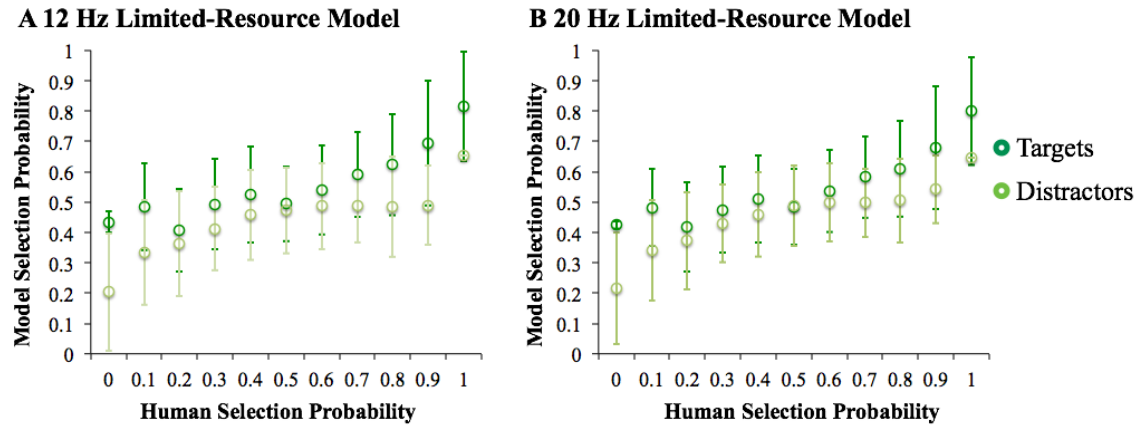 A 12 Hz Limited-Resource Model
Model Selection Probability
1
0.9
0.8
0.7
0.6
0.5
0.4
0.3
0.2
0.1
0
0 0.1 0.2 0.3 0.4 0.5 0.6 0.7 0.8 0.9 1
Human Selection Probability
B 20 Hz Limited-Resource Model
Model Selection Probability
1
0.9
0.8
0.7
0.6
0.5
0.4
0.3
0.2
0.1
0
0 0.1 0.2 0.3 0.4 0.5 0.6 0.7 0.8 0.9 1
Human Selection Probability
Targets
Distractors